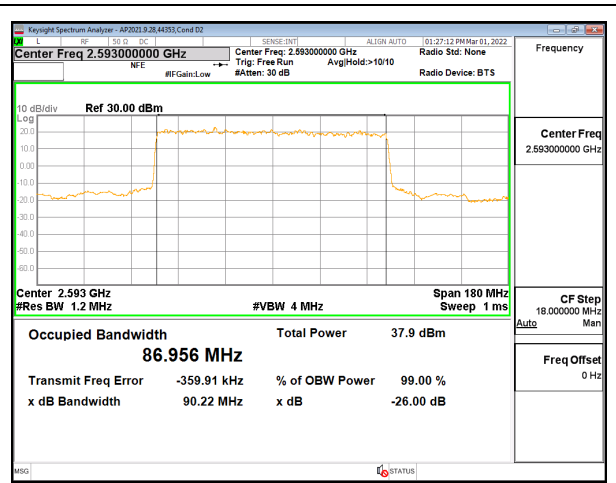 Keysight Spectrum Analyzer - AP2021.9.28,44353,Cond D2
L RF 50 Ω DC SENSE:INT ALIGN AUTO 01:27:12 PM Mar 01, 2022
Center Freq 2.593000000 GHz Center Freq: 2.593000000 GHz Radio Std: None
NFE Trig: Free Run Avg|Hold:>10/10
#IFGain:Low #Atten: 30 dB Radio Device: BTS
Frequency
10 dB/div Ref 30.00 dBm
Log
20.0
10.0
0.00
-10.0
-20.0
-30.0
-40.0
-50.0
-60.0
Center Freq
2.593000000 GHz
Center 2.593 GHz Span 180 MHz
#Res BW 1.2 MHz #VBW 4 MHz Sweep 1 ms
CF Step
18.000000 MHz
Auto Man
Occupied Bandwidth Total Power 37.9 dBm
86.956 MHz
Transmit Freq Error -359.91 kHz % of OBW Power 99.00 %
x dB Bandwidth 90.22 MHz x dB -26.00 dB
Freq Offset
0 Hz
MSG STATUS